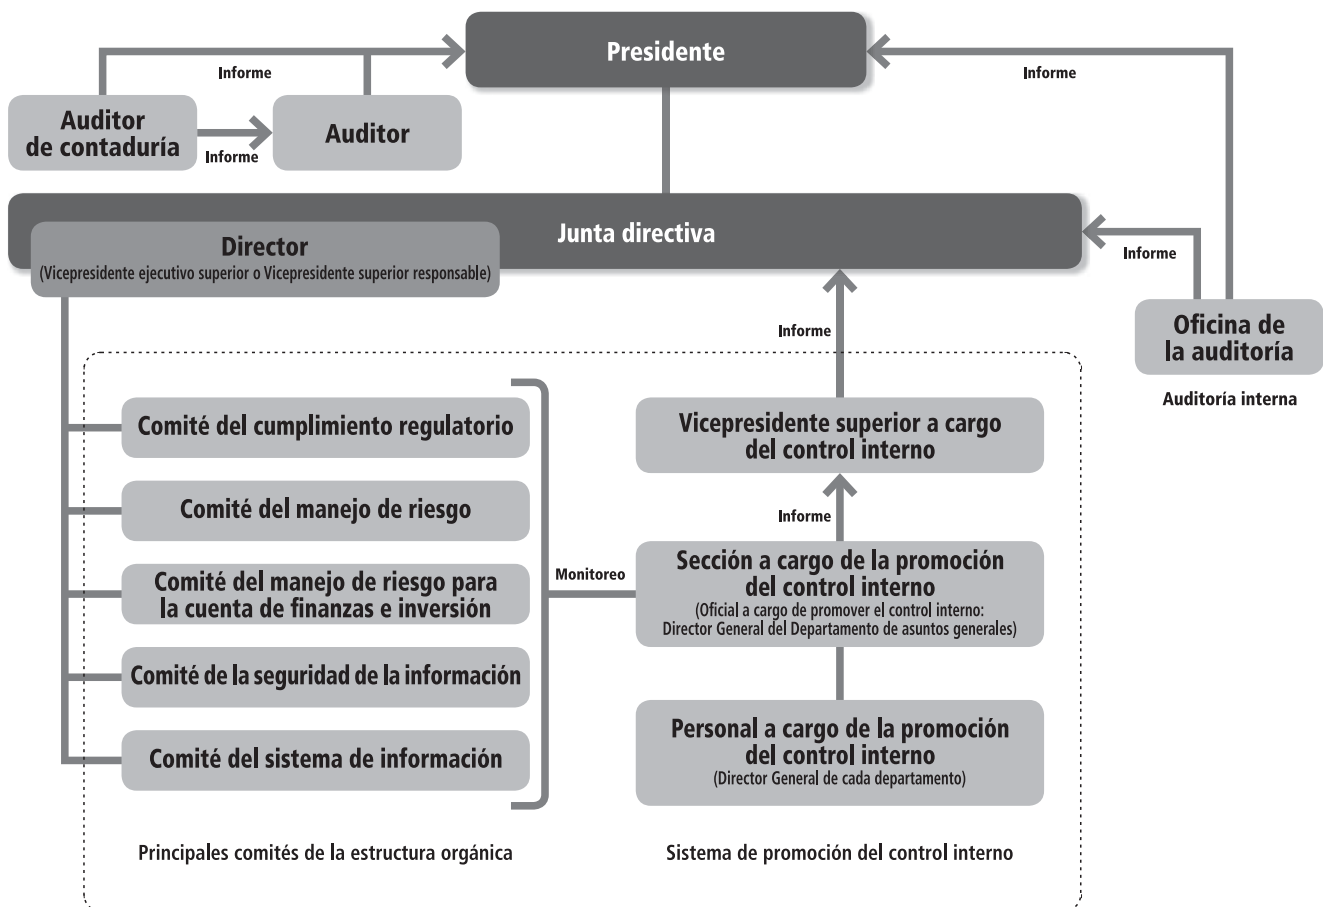 Presidente
Informe
Informe
Auditor
de contaduría
Informe
Auditor
Junta directiva
Director
(Vicepresidente ejecutivo superior o Vicepresidente superior responsable)
Informe
Oficina de
la auditoría
Auditoría interna
Informe
Comité del cumplimiento regulatorio
Comité del manejo de riesgo
Comité del manejo de riesgo para
la cuenta de finanzas e inversión
Comité de la seguridad de la información
Comité del sistema de información
Principales comités de la estructura orgánica
Monitoreo
Vicepresidente superior a cargo
del control interno
Informe
Sección a cargo de la promoción
del control interno
(Oficial a cargo de promover el control interno:
Director General del Departamento de asuntos generales)
Personal a cargo de la promoción
del control interno
(Director General de cada departamento)
Sistema de promoción del control interno